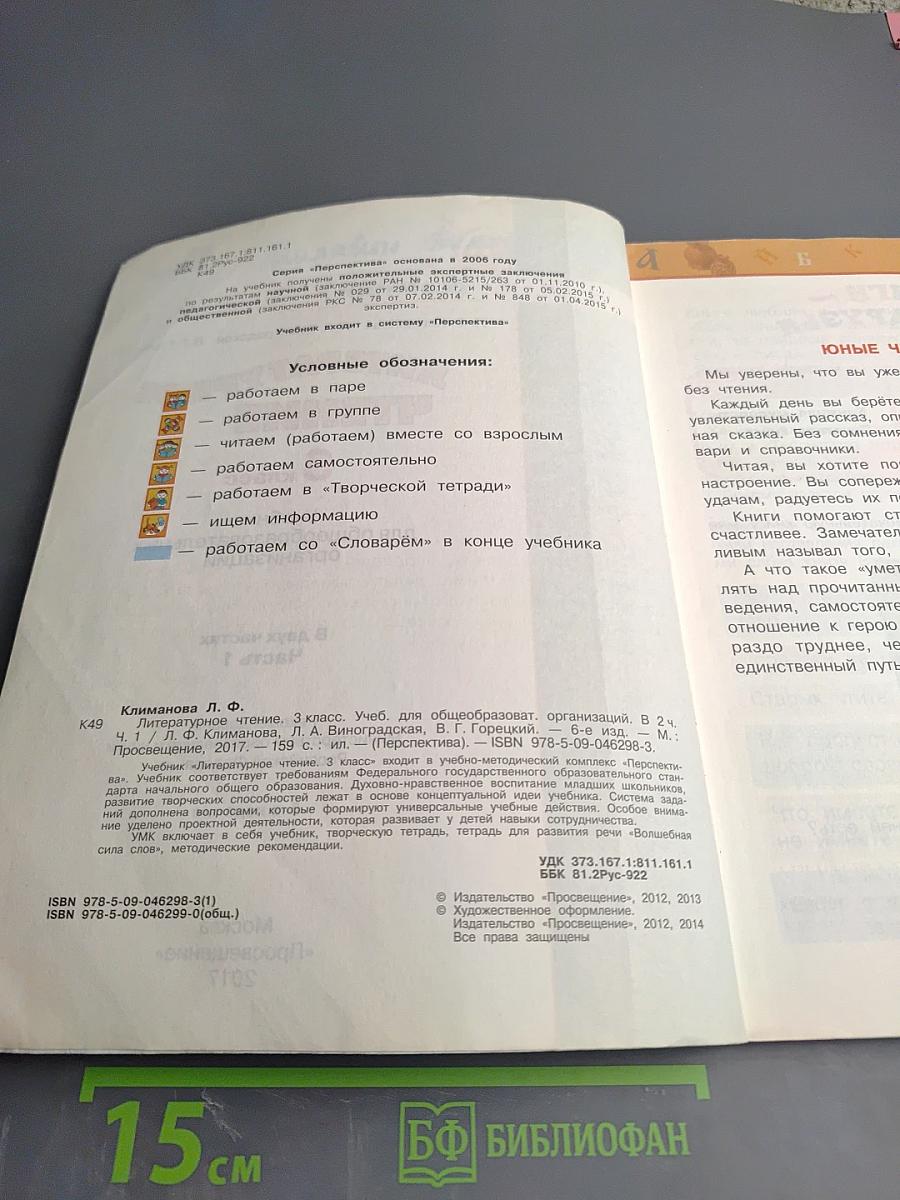 УДК 373.167.1:811.161.1
ББК 81.2Рус-922
К49
Серия «Перспектива» основана в 2006 году
На учебник получены положительные экспертные заключения
по результатам научной (заключение РАН № 10106-5215/263 от 01.11.2010 г.),
педагогической (заключения № 029 от 29.01.2014 г. и № 178 от 05.02.2015 г.)
и общественной (заключения РКС № 78 от 07.02.2014 г. и № 848 от 01.04.2015 г.)
экспертиз.
Учебник входит в систему «Перспектива»
Условные обозначения:
— работаем в паре
— работаем в группе
— читаем (работаем) вместе со взрослым
— работаем самостоятельно
— работаем в «Творческой тетради»
— ищем информацию
— работаем со «Словарём» в конце учебника
Климанова Л. Ф.
К49 Литературное чтение. 3 класс. Учеб. для общеобразоват. организаций. В 2 ч.
Ч. 1 / Л. Ф. Климанова, Л. А. Виноградская, В. Г. Горецкий. — 6-е изд. — М. :
Просвещение, 2017. — 159 с. : ил. — (Перспектива). — ISBN 978-5-09-046298-3.
Учебник «Литературное чтение. 3 класс» входит в учебно-методический комплекс «Перспекти-
ва». Учебник соответствует требованиям Федерального государственного образовательного стан-
дарта начального общего образования. Духовно-нравственное воспитание младших школьников,
развитие творческих способностей лежат в основе концептуальной идеи учебника. Система зада-
ний дополнена вопросами, которые формируют универсальные учебные действия. Особое внима-
ние уделено проектной деятельности, которая развивает у детей навыки сотрудничества.
УМК включает в себя учебник, творческую тетрадь, тетрадь для развития речи «Волшебная
сила слов», методические рекомендации.
УДК 373.167.1:811.161.1
ББК 81.2Рус-922
ISBN 978-5-09-046298-3(1)
ISBN 978-5-09-046299-0(общ.)
© Издательство «Просвещение», 2012, 2013
© Художественное оформление.
Издательство «Просвещение», 2012, 2014
Все права защищены
А П Б К
ЮНЫЕ Ч
Мы уверены, что вы уже
без чтения.
Каждый день вы берёте
увлекательный рассказ, опи
ная сказка. Без сомнения
вари и справочники.
Читая, вы хотите по
настроение. Вы сопереж
удачам, радуетесь их п
Книги помогают ст
счастливее. Замечател
ливым называл того,
А что такое «умет
лять над прочитанны
ведения, самостояте
отношение к герою
раздо труднее, че
единственный путь
15 см
БФ БИБЛИОФАН